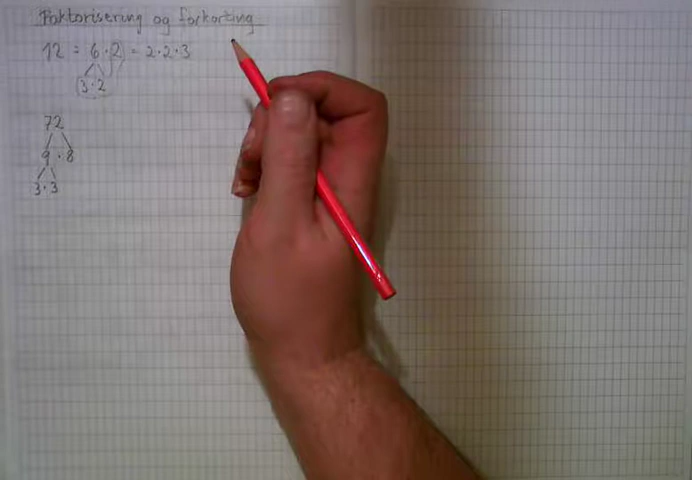 Faktorisering og forkorting
12 = 6 · 2 = 2 · 2 · 3
3 · 2
72
9 · 8
3 · 3